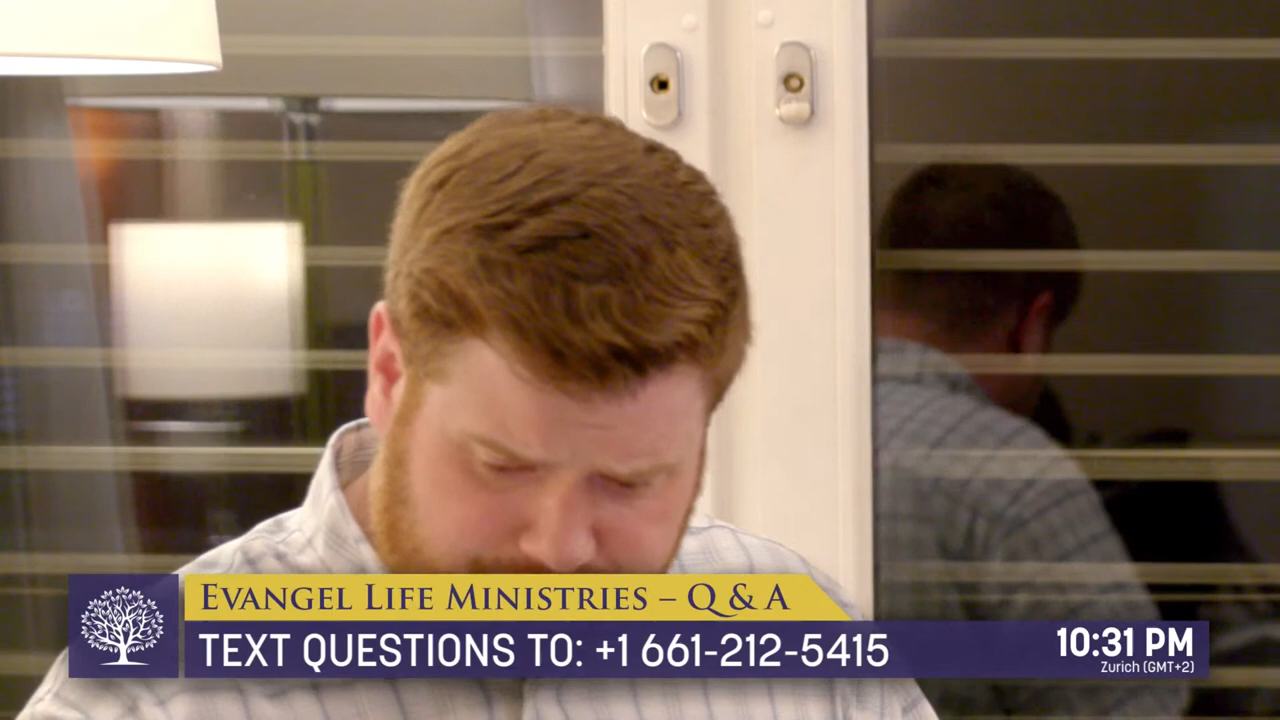 EVANGEL LIFE MINISTRIES – Q & A
TEXT QUESTIONS TO: +1 661-212-5415
10:31 PM
Zurich (GMT+2)